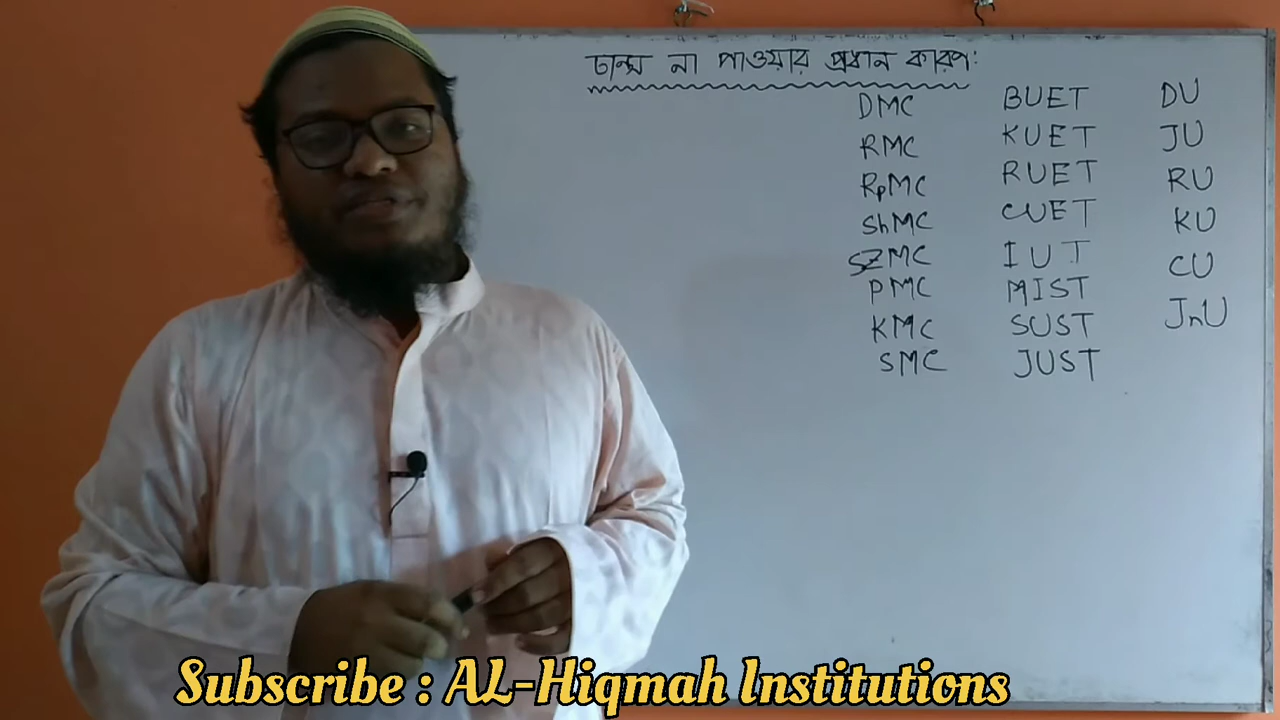 চান্স না পাওয়ার প্রধান কারণ:
DMC BUET DU
RMC KUET JU
RpMC RUET RU
ShMC CUET KU
SZMC IUT CU
PMC MIST JnU
KMC SUST
SMC JUST
Subscribe : AL-Hiqmah Institutions